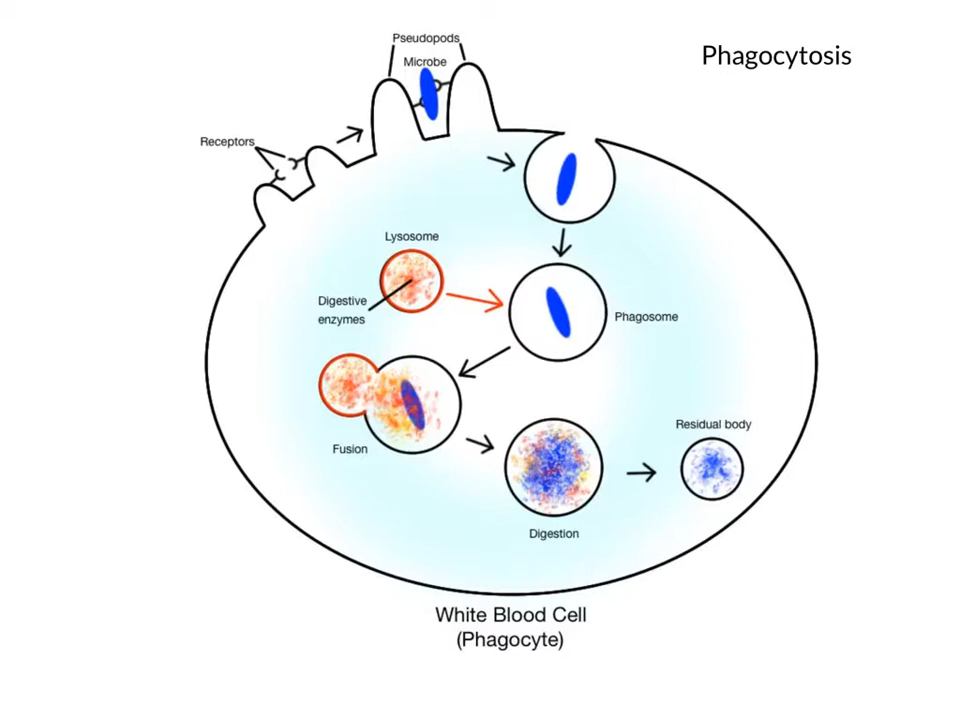 Phagocytosis
Pseudopods
Microbe
Receptors
Lysosome
Digestive
enzymes
Phagosome
Fusion
Residual body
Digestion
White Blood Cell
(Phagocyte)